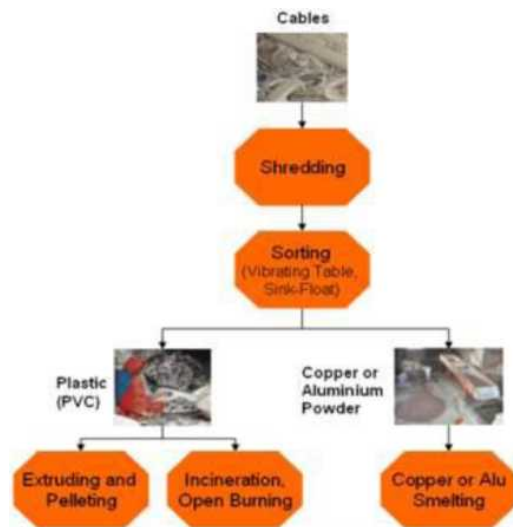 Cables
Shredding
Sorting
(Vibrating Table,
Sink-Float)
Plastic
(PVC)
Copper or
Aluminium
Powder
Extruding and
Pelleting
Incineration,
Open Burning
Copper or Alu
Smelting